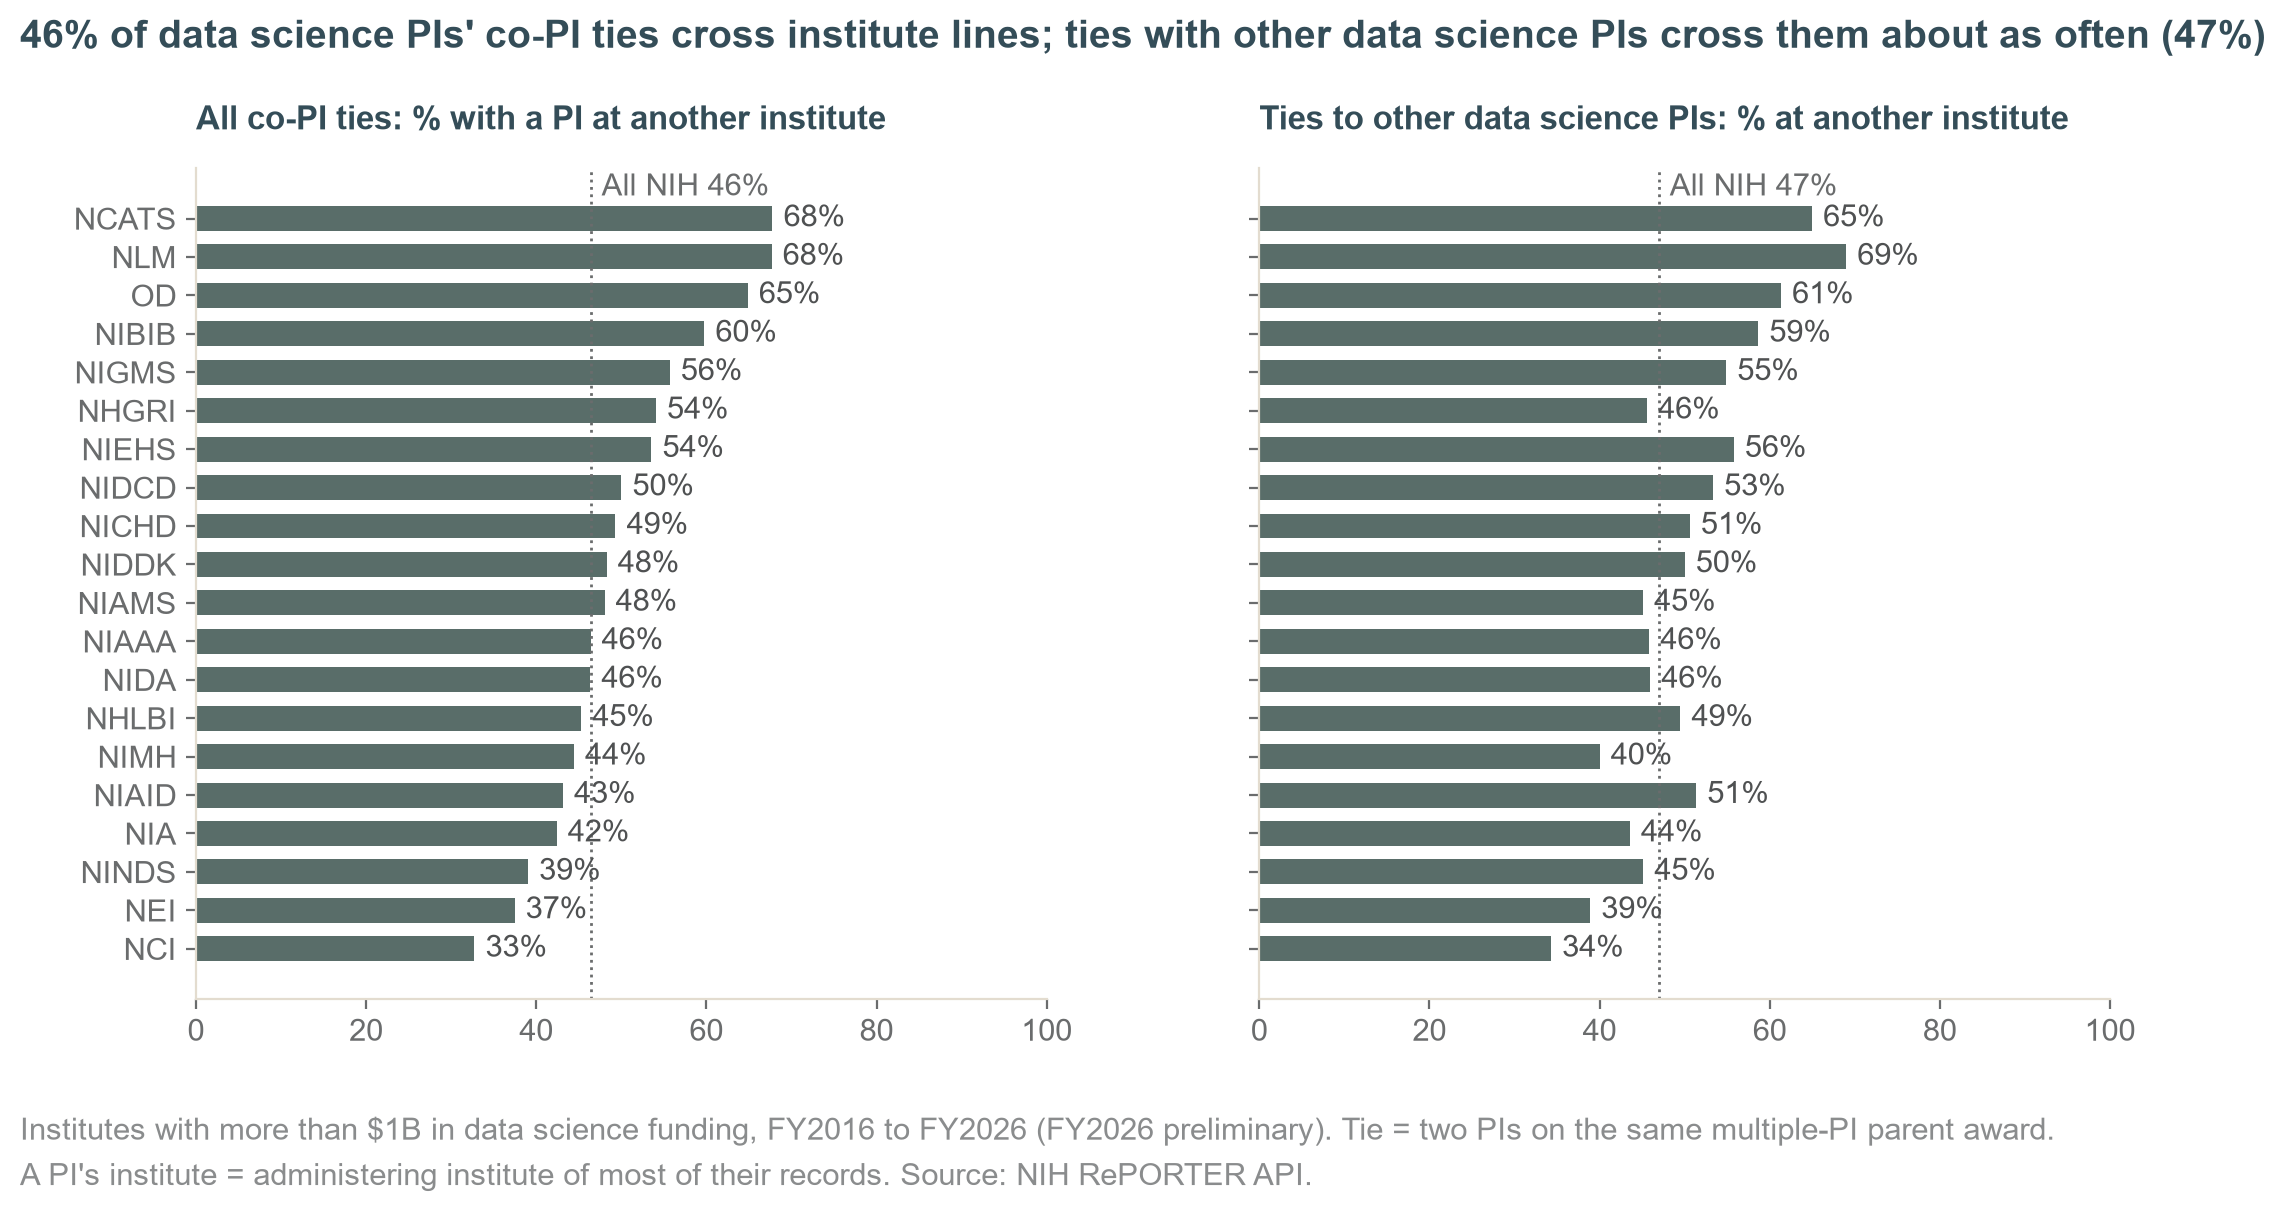 46% of data science PIs' co-PI ties cross institute lines; ties with other data science PIs cross them about as often (47%)
All co-PI ties: % with a PI at another institute
All NIH 46%
NCATS 68%
NLM 68%
OD 65%
NIBIB 60%
NIGMS 56%
NHGRI 54%
NIEHS 54%
NIDCD 50%
NICHD 49%
NIDDK 48%
NIAMS 48%
NIAAA 46%
NIDA 46%
NHLBI 45%
NIMH 44%
NIAID 43%
NIA 42%
NINDS 39%
NEI 37%
NCI 33%
0 20 40 60 80 100
Ties to other data science PIs: % at another institute
All NIH 47%
65%
69%
61%
59%
55%
46%
56%
53%
51%
50%
45%
46%
46%
49%
40%
51%
44%
45%
39%
34%
0 20 40 60 80 100
Institutes with more than $1B in data science funding, FY2016 to FY2026 (FY2026 preliminary). Tie = two PIs on the same multiple-PI parent award.
A PI's institute = administering institute of most of their records. Source: NIH RePORTER API.